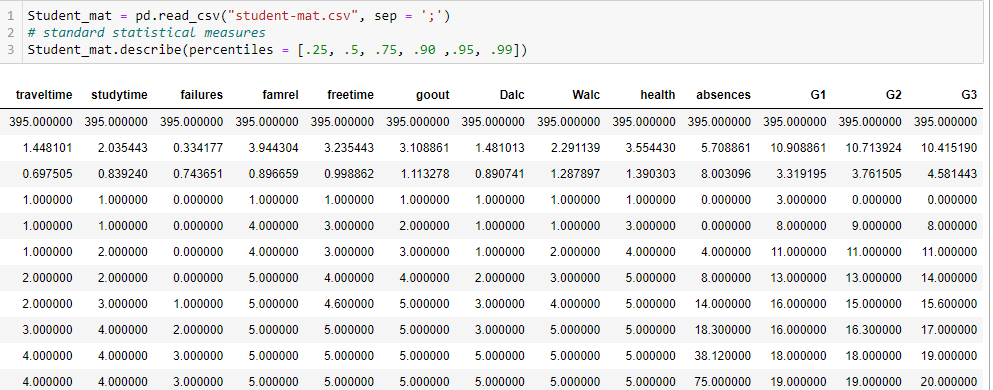 1 Student_mat = pd.read_csv("student-mat.csv", sep = ';')
2 # standard statistical measures
3 Student_mat.describe(percentiles = [.25, .5, .75, .90 ,.95, .99])
traveltime studytime failures famrel freetime goout Dalc Walc health absences G1 G2 G3
395.000000 395.000000 395.000000 395.000000 395.000000 395.000000 395.000000 395.000000 395.000000 395.000000 395.000000 395.000000 395.000000
1.448101 2.035443 0.334177 3.944304 3.235443 3.108861 1.481013 2.291139 3.554430 5.708861 10.908861 10.713924 10.415190
0.697505 0.839240 0.743651 0.896659 0.998862 1.113278 0.890741 1.287897 1.390303 8.003096 3.319195 3.761505 4.581443
1.000000 1.000000 0.000000 1.000000 1.000000 1.000000 1.000000 1.000000 1.000000 0.000000 3.000000 0.000000 0.000000
1.000000 1.000000 0.000000 4.000000 3.000000 2.000000 1.000000 1.000000 3.000000 0.000000 8.000000 9.000000 8.000000
1.000000 2.000000 0.000000 4.000000 3.000000 3.000000 1.000000 2.000000 4.000000 4.000000 11.000000 11.000000 11.000000
2.000000 2.000000 0.000000 5.000000 4.000000 4.000000 2.000000 3.000000 5.000000 8.000000 13.000000 13.000000 14.000000
2.000000 3.000000 1.000000 5.000000 4.600000 5.000000 3.000000 4.000000 5.000000 14.000000 16.000000 15.000000 15.600000
3.000000 4.000000 2.000000 5.000000 5.000000 5.000000 3.000000 5.000000 5.000000 18.300000 16.000000 16.300000 17.000000
4.000000 4.000000 3.000000 5.000000 5.000000 5.000000 5.000000 5.000000 5.000000 38.120000 18.000000 18.000000 19.000000
4.000000 4.000000 3.000000 5.000000 5.000000 5.000000 5.000000 5.000000 5.000000 75.000000 19.000000 19.000000 20.000000